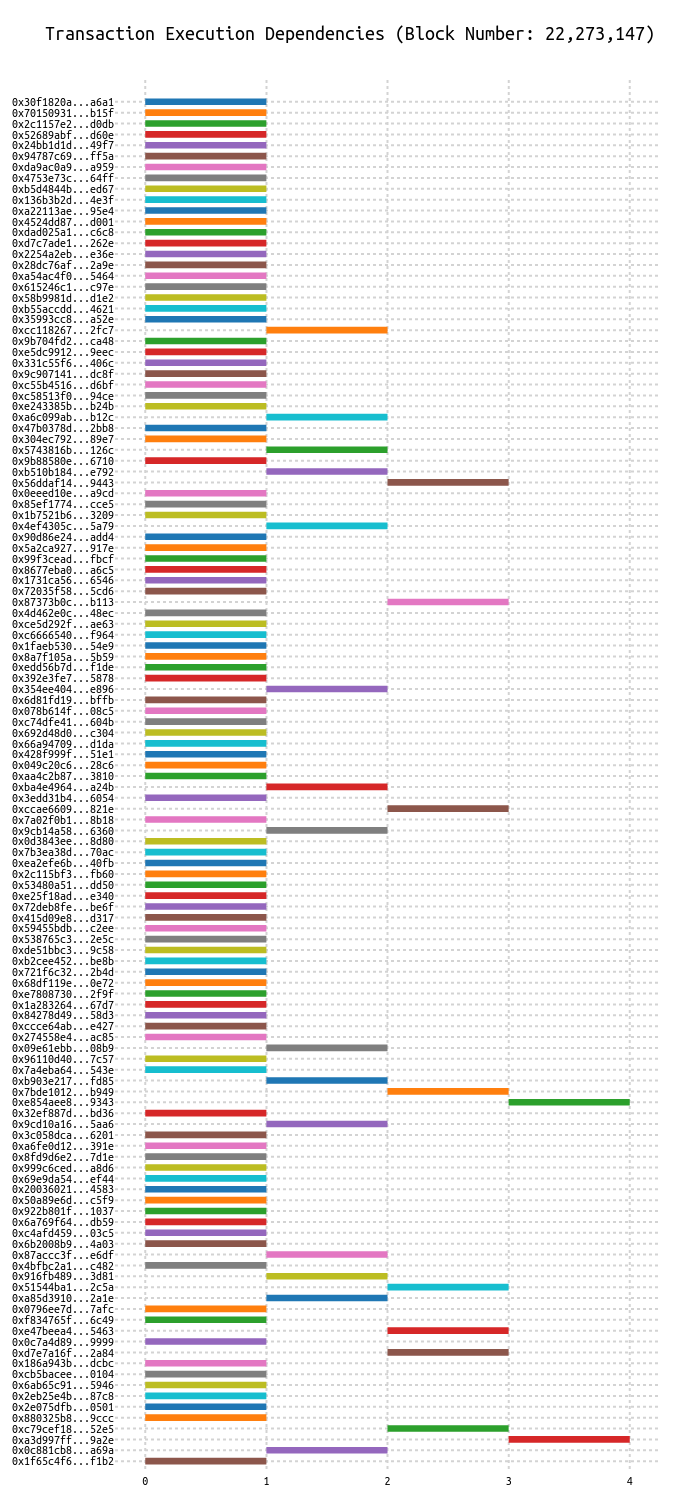 Transaction Execution Dependencies (Block Number: 22,273,147)
0x30f1820a...a6a1
0x70150931...b15f
0x2c1157e2...d0db
0x52689abf...d60e
0x24bb1d1d...49f7
0x94787c69...ff5a
0xda9ac0a9...a959
0x4753e73c...64ff
0xb5d4844b...ed67
0x136b3b2d...4e3f
0xa22113ae...95e4
0x4524dd87...d001
0xdad025a1...c6c8
0xd7c7ade1...262e
0x2254a2eb...e36e
0x28dc76af...2a9e
0xa54ac4f0...5464
0x615246c1...c97e
0x58b9981d...d1e2
0xb55accdd...4621
0x35993cc8...a52e
0xcc118267...2fc7
0x9b704fd2...ca48
0xe5dc9912...9eec
0x331c55f6...406c
0x9c907141...dc8f
0xc55b4516...d6bf
0xc58513f0...94ce
0xe243385b...b24b
0xa6c099ab...b12c
0x47b0378d...2bb8
0x304ec792...89e7
0x5743816b...126c
0x9b88580e...6710
0xb510b184...e792
0x56ddaf14...9443
0x0eeed10e...a9cd
0x85ef1774...cce5
0x1b7521b6...3209
0x4ef4305c...5a79
0x90d86e24...add4
0x5a2ca927...917e
0x99f3cead...fbcf
0x8677eba0...a6c5
0x1731ca56...6546
0x72035f58...5cd6
0x87373b0c...b113
0x4d462e0c...48ec
0xce5d292f...ae63
0xc6666540...f964
0x1faeb530...54e9
0x8a7f105a...5b59
0xedd56b7d...f1de
0x392e3fe7...5878
0x354ee404...e896
0x6d81fd19...bffb
0x078b614f...08c5
0xc74dfe41...604b
0x692d48d0...c304
0x66a94709...d1da
0x428f999f...51e1
0x049c20c6...28c6
0xaa4c2b87...3810
0xba4e4964...a24b
0x3edd31b4...6054
0xccae6609...821e
0x7a02f0b1...8b18
0x9cb14a58...6360
0x0d3843ee...8d80
0x7b3ea38d...70ac
0xea2efe6b...40fb
0x2c115bf3...fb60
0x53480a51...dd50
0xe25f18ad...e340
0x72deb8fe...be6f
0x415d09e8...d317
0x59455bdb...c2ee
0x538765c3...2e5c
0xde51bbc3...9c58
0xb2cee452...be8b
0x721f6c32...2b4d
0x68df119e...0e72
0xe7808730...2f9f
0x1a283264...67d7
0x84278d49...58d3
0xccce64ab...e427
0x274558e4...ac85
0x09e61ebb...08b9
0x96110d40...7c57
0x7a4eba64...543e
0xb903e217...fd85
0x7bde1012...b949
0xe854aee8...9343
0x32ef887d...bd36
0x9cd10a16...5aa6
0x3c058dca...6201
0xa6fe0d12...391e
0x8fd9d6e2...7d1e
0x999c6ced...a8d6
0x69e9da54...ef44
0x20036021...4583
0x50a89e6d...c5f9
0x922b801f...1037
0x6a769f64...db59
0xc4afd459...03c5
0x6b2008b9...4a03
0x87accc3f...e6df
0x4bfbc2a1...c482
0x916fb489...3d81
0x51544ba1...2c5a
0xa85d3910...2a1e
0x0796ee7d...7afc
0xf834765f...6c49
0xe47beea4...5463
0x0c7a4d89...9999
0xd7e7a16f...2a84
0x186a943b...dcbc
0xcb5bacee...0104
0x6ab65c91...5946
0x2eb25e4b...87c8
0x2e075dfb...0501
0x880325b8...9ccc
0xc79cef18...52e5
0xa3d997ff...9a2e
0x0c881cb8...a69a
0x1f65c4f6...f1b2
0 1 2 3 4